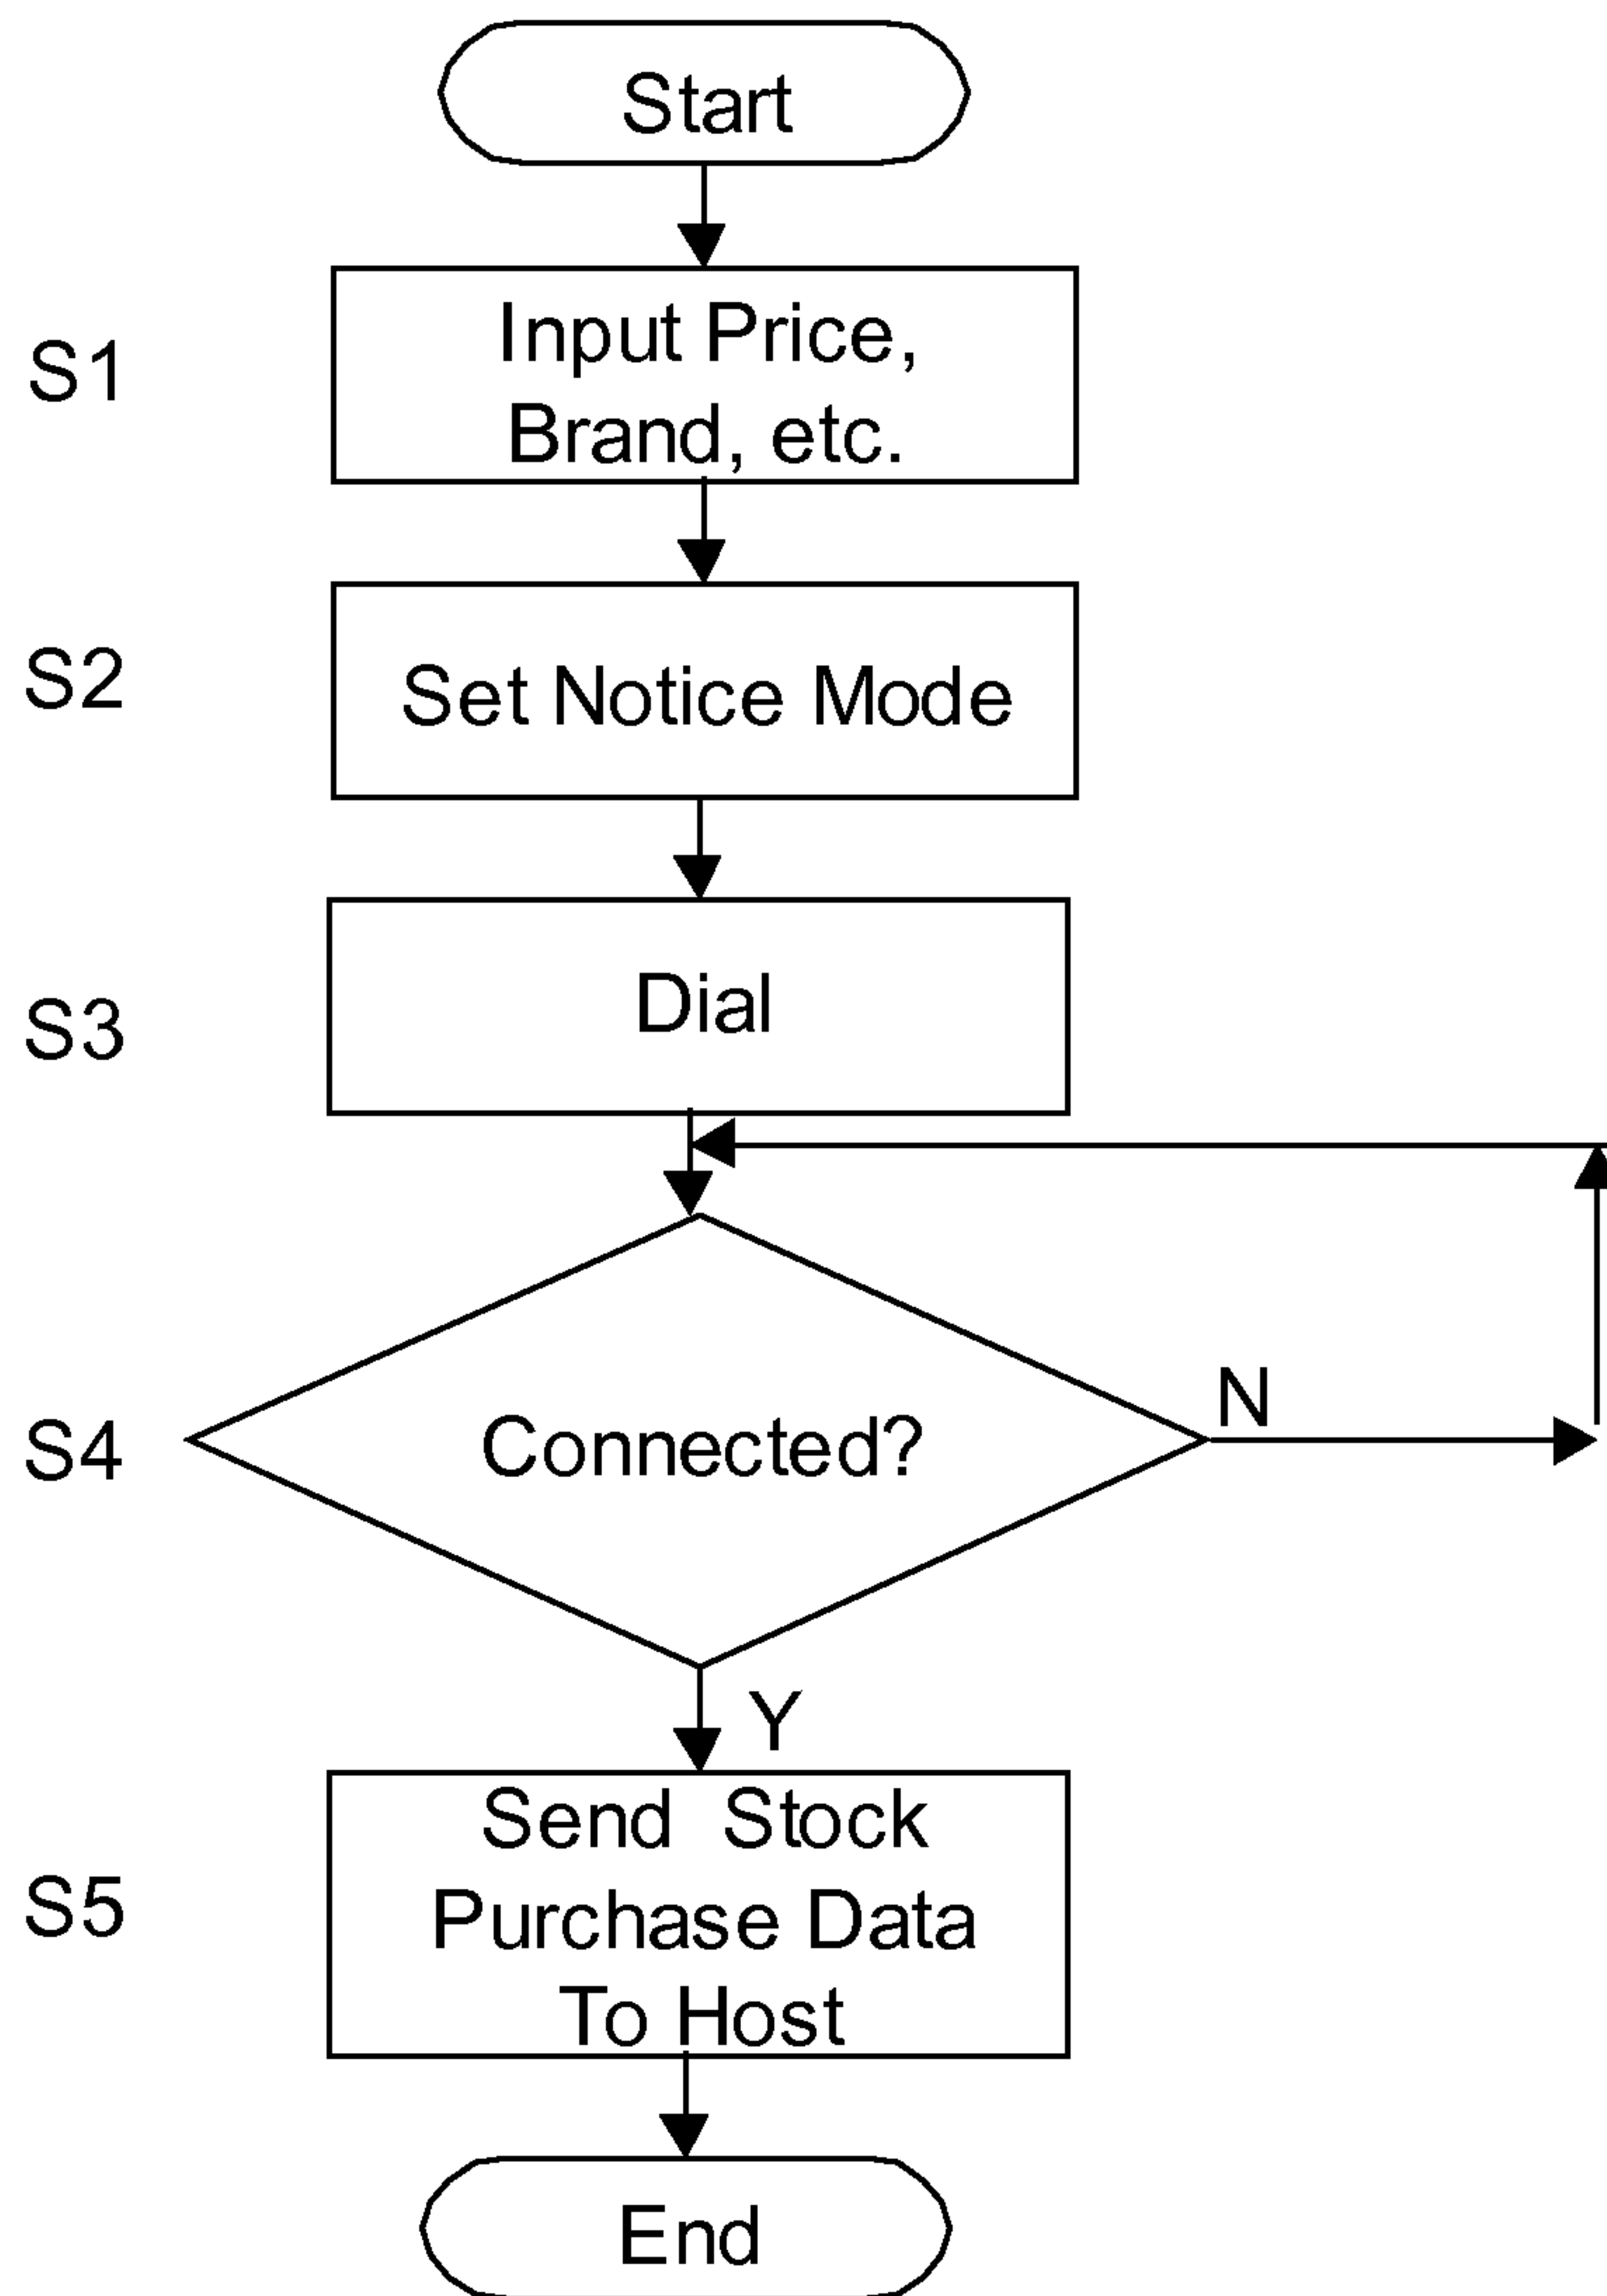 Start
S1
Input Price,
Brand, etc.
S2
Set Notice Mode
S3
Dial
S4
Connected?
N
Y
S5
Send Stock
Purchase Data
To Host
End